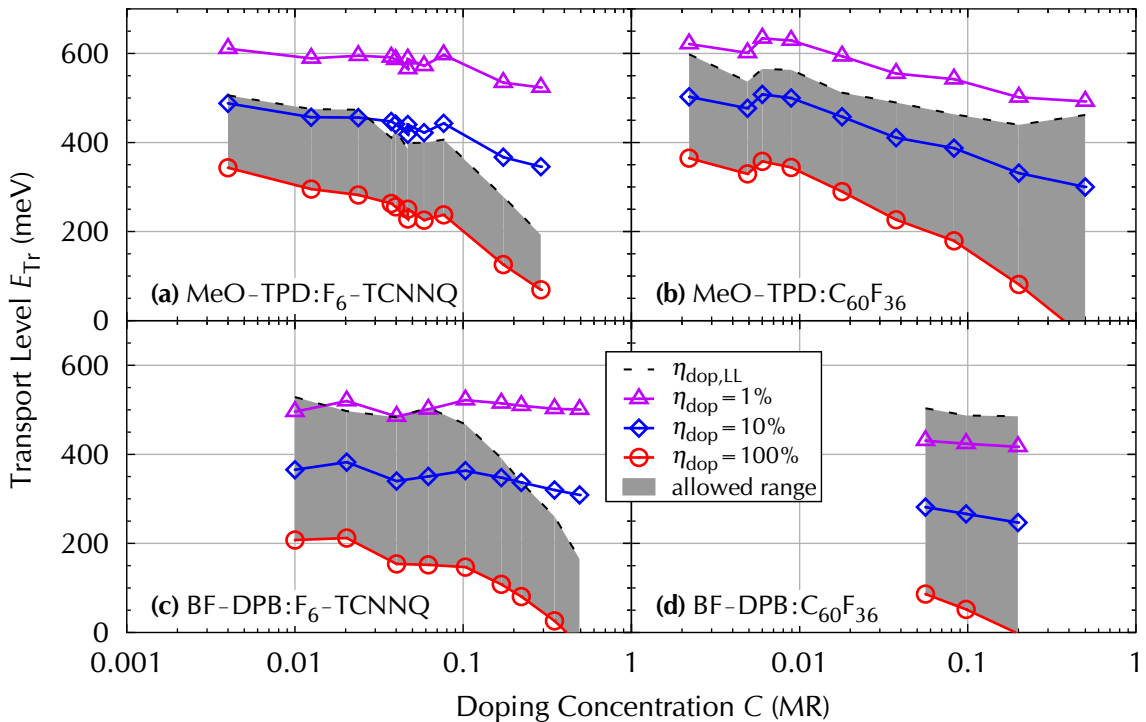 Transport Level E_Tr (meV)
600
400
200
0
(a) MeO-TPD:F₆-TCNNQ
(b) MeO-TPD:C₆₀F₃₆
600
400
200
0
(c) BF-DPB:F₆-TCNNQ
(d) BF-DPB:C₆₀F₃₆
η_dop,LL
η_dop=1%
η_dop=10%
η_dop=100%
allowed range
0.001 0.01 0.1 1 0.01 0.1 1
Doping Concentration C (MR)